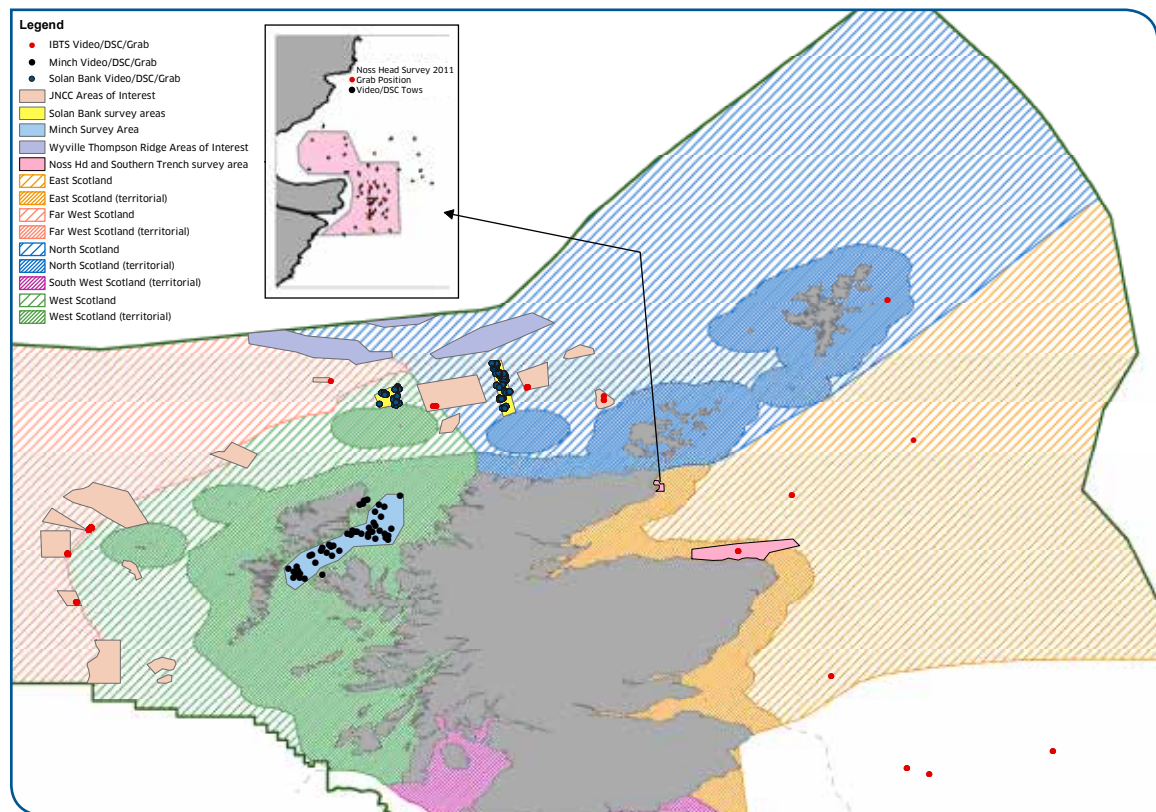 Legend
IBTS Video/DSC/Grab
Minch Video/DSC/Grab
Solan Bank Video/DSC/Grab
JNCC Areas of Interest
Solan Bank survey areas
Minch Survey Area
Wyville Thompson Ridge Areas of Interest
Noss Hd and Southern Trench survey area
East Scotland
East Scotland (territorial)
Far West Scotland
Far West Scotland (territorial)
North Scotland
North Scotland (territorial)
South West Scotland (territorial)
West Scotland
West Scotland (territorial)
Noss Head Survey 2011
Grab Position
Video/DSC Tows